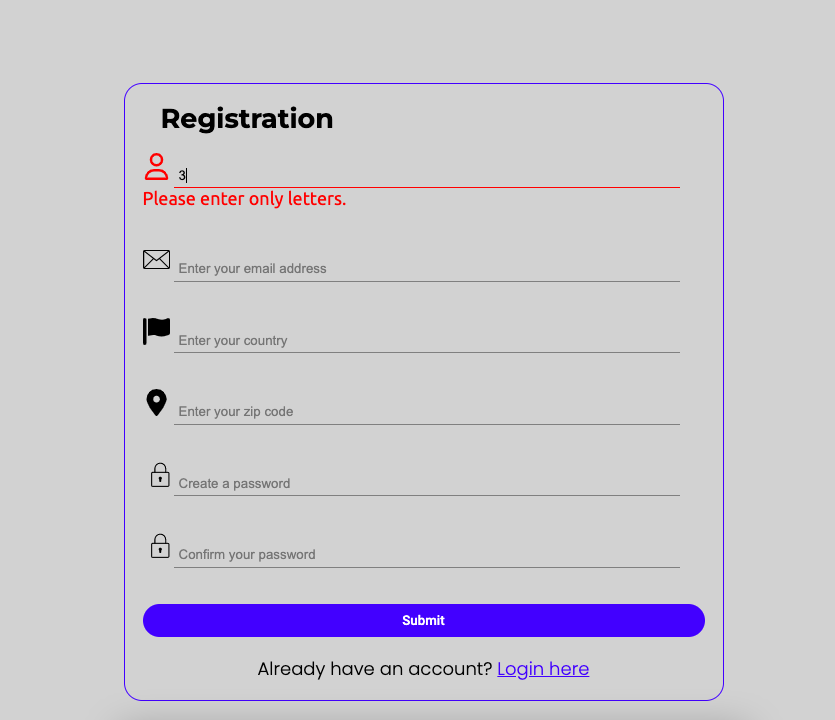 Registration
3
Please enter only letters.
Enter your email address
Enter your country
Enter your zip code
Create a password
Confirm your password
Submit
Already have an account? Login here